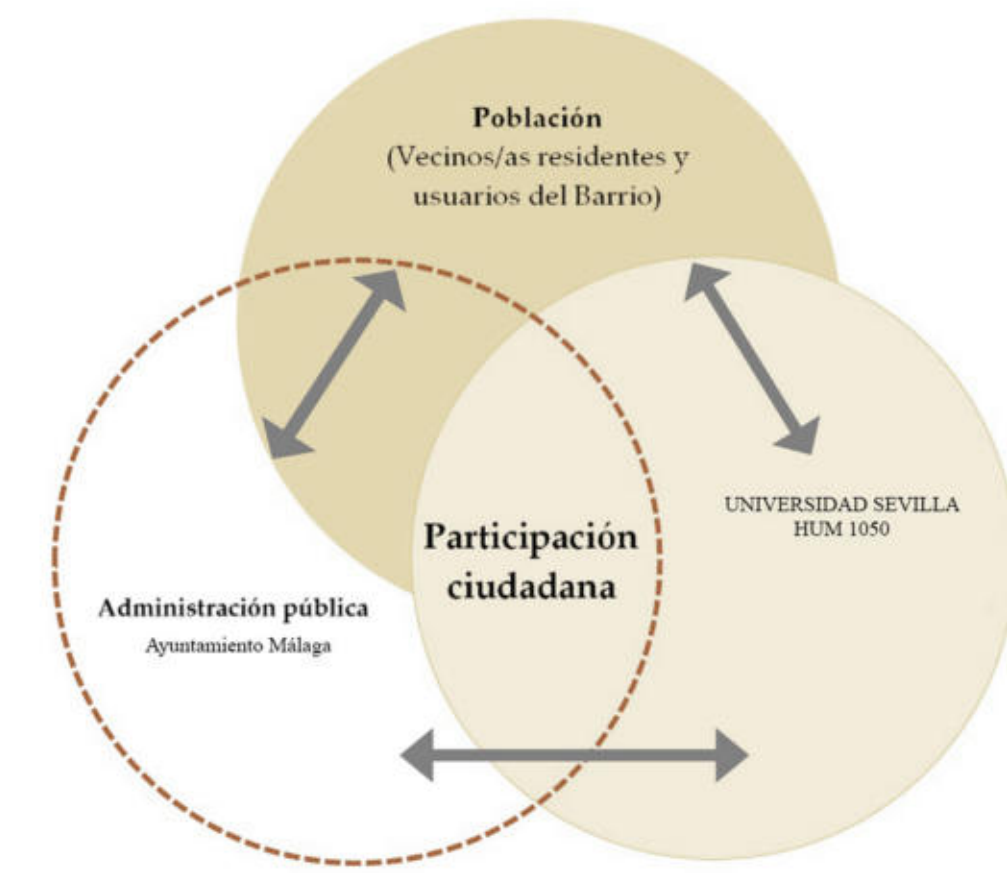 Población
(Vecinos/as residentes y
usuarios del Barrio)
UNIVERSIDAD SEVILLA
HUM 1050
Participación
ciudadana
Administración pública
Ayuntamiento Málaga